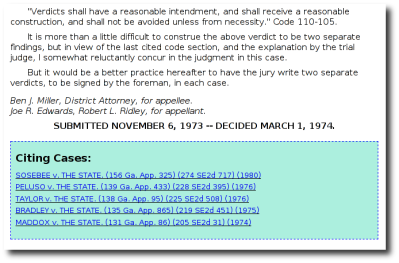 "Verdicts shall have a reasonable intendment, and shall receive a reasonable
construction, and shall not be avoided unless from necessity." Code 110-105.
It is more than a little difficult to construe the above verdict to be two separate
findings, but in view of the last cited code section, and the explanation by the trial
judge, I somewhat reluctantly concur in the judgment in this case.
But it would be a better practice hereafter to have the jury write two separate
verdicts, to be signed by the foreman, in each case.
Ben J. Miller, District Attorney, for appellee.
Joe R. Edwards, Robert L. Ridley, for appellant.
SUBMITTED NOVEMBER 6, 1973 -- DECIDED MARCH 1, 1974.
Citing Cases:
SOSEBEE v. THE STATE. (156 Ga. App. 325) (274 SE2d 717) (1980)
PELUSO v. THE STATE. (139 Ga. App. 433) (228 SE2d 395) (1976)
TAYLOR v. THE STATE. (138 Ga. App. 95) (225 SE2d 508) (1976)
BRADLEY v. THE STATE. (135 Ga. App. 865) (219 SE2d 451) (1975)
MADDOX v. THE STATE. (131 Ga. App. 86) (205 SE2d 31) (1974)